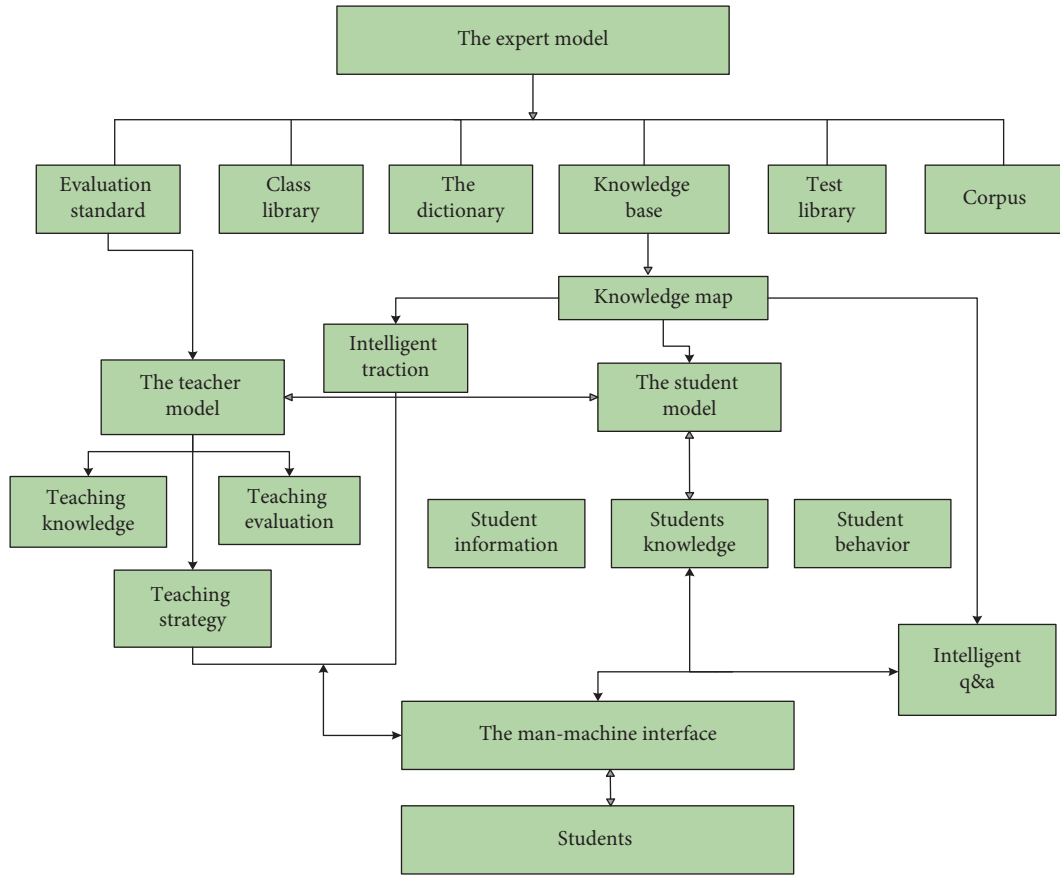 The expert model
Evaluation
standard
Class
library
The
dictionary
Knowledge
base
Test
library
Corpus
Knowledge map
Intelligent
traction
The teacher
model
The student
model
Teaching
knowledge
Teaching
evaluation
Student
information
Students
knowledge
Student
behavior
Teaching
strategy
Intelligent
q&a
The man-machine interface
Students